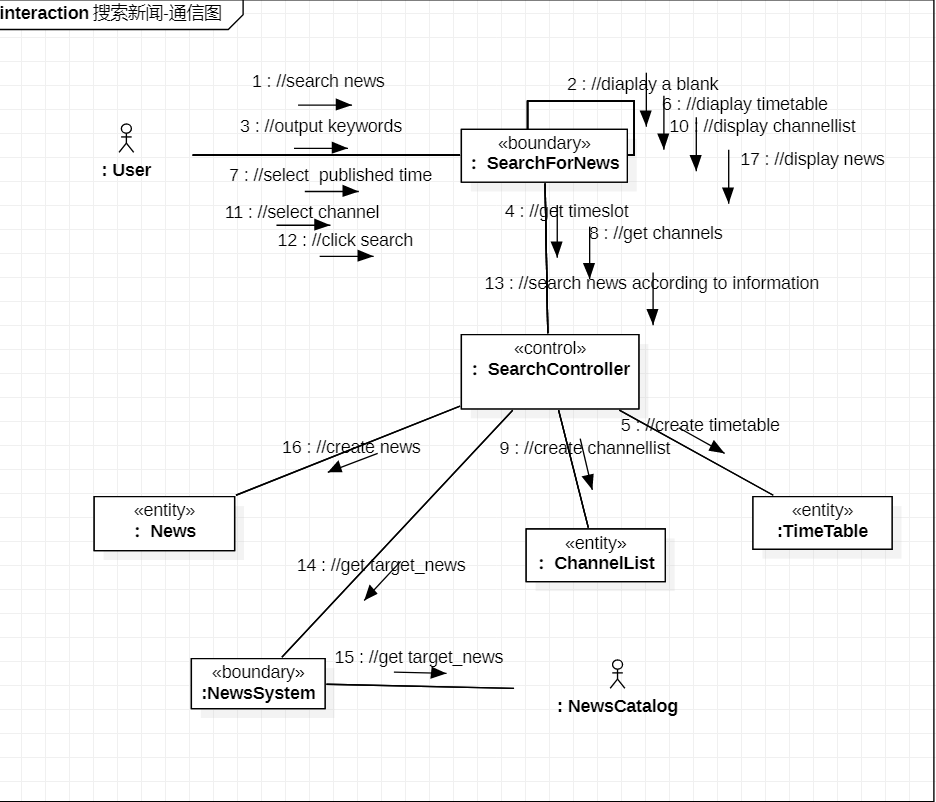 interaction 搜索新闻-通信图
1 : //search news
2 : //diaplay a blank
6 : //diaplay timetable
3 : //output keywords
10 : //display channellist
: User
«boundary»
: SearchForNews
17 : //display news
7 : //select published time
11 : //select channel
4 : //get timeslot
12 : //click search
8 : //get channels
13 : //search news according to information
«control»
: SearchController
5 : //create timetable
16 : //create news
9 : //create channellist
«entity»
: News
«entity»
:TimeTable
«entity»
: ChannelList
14 : //get target_news
15 : //get target_news
«boundary»
:NewsSystem
: NewsCatalog